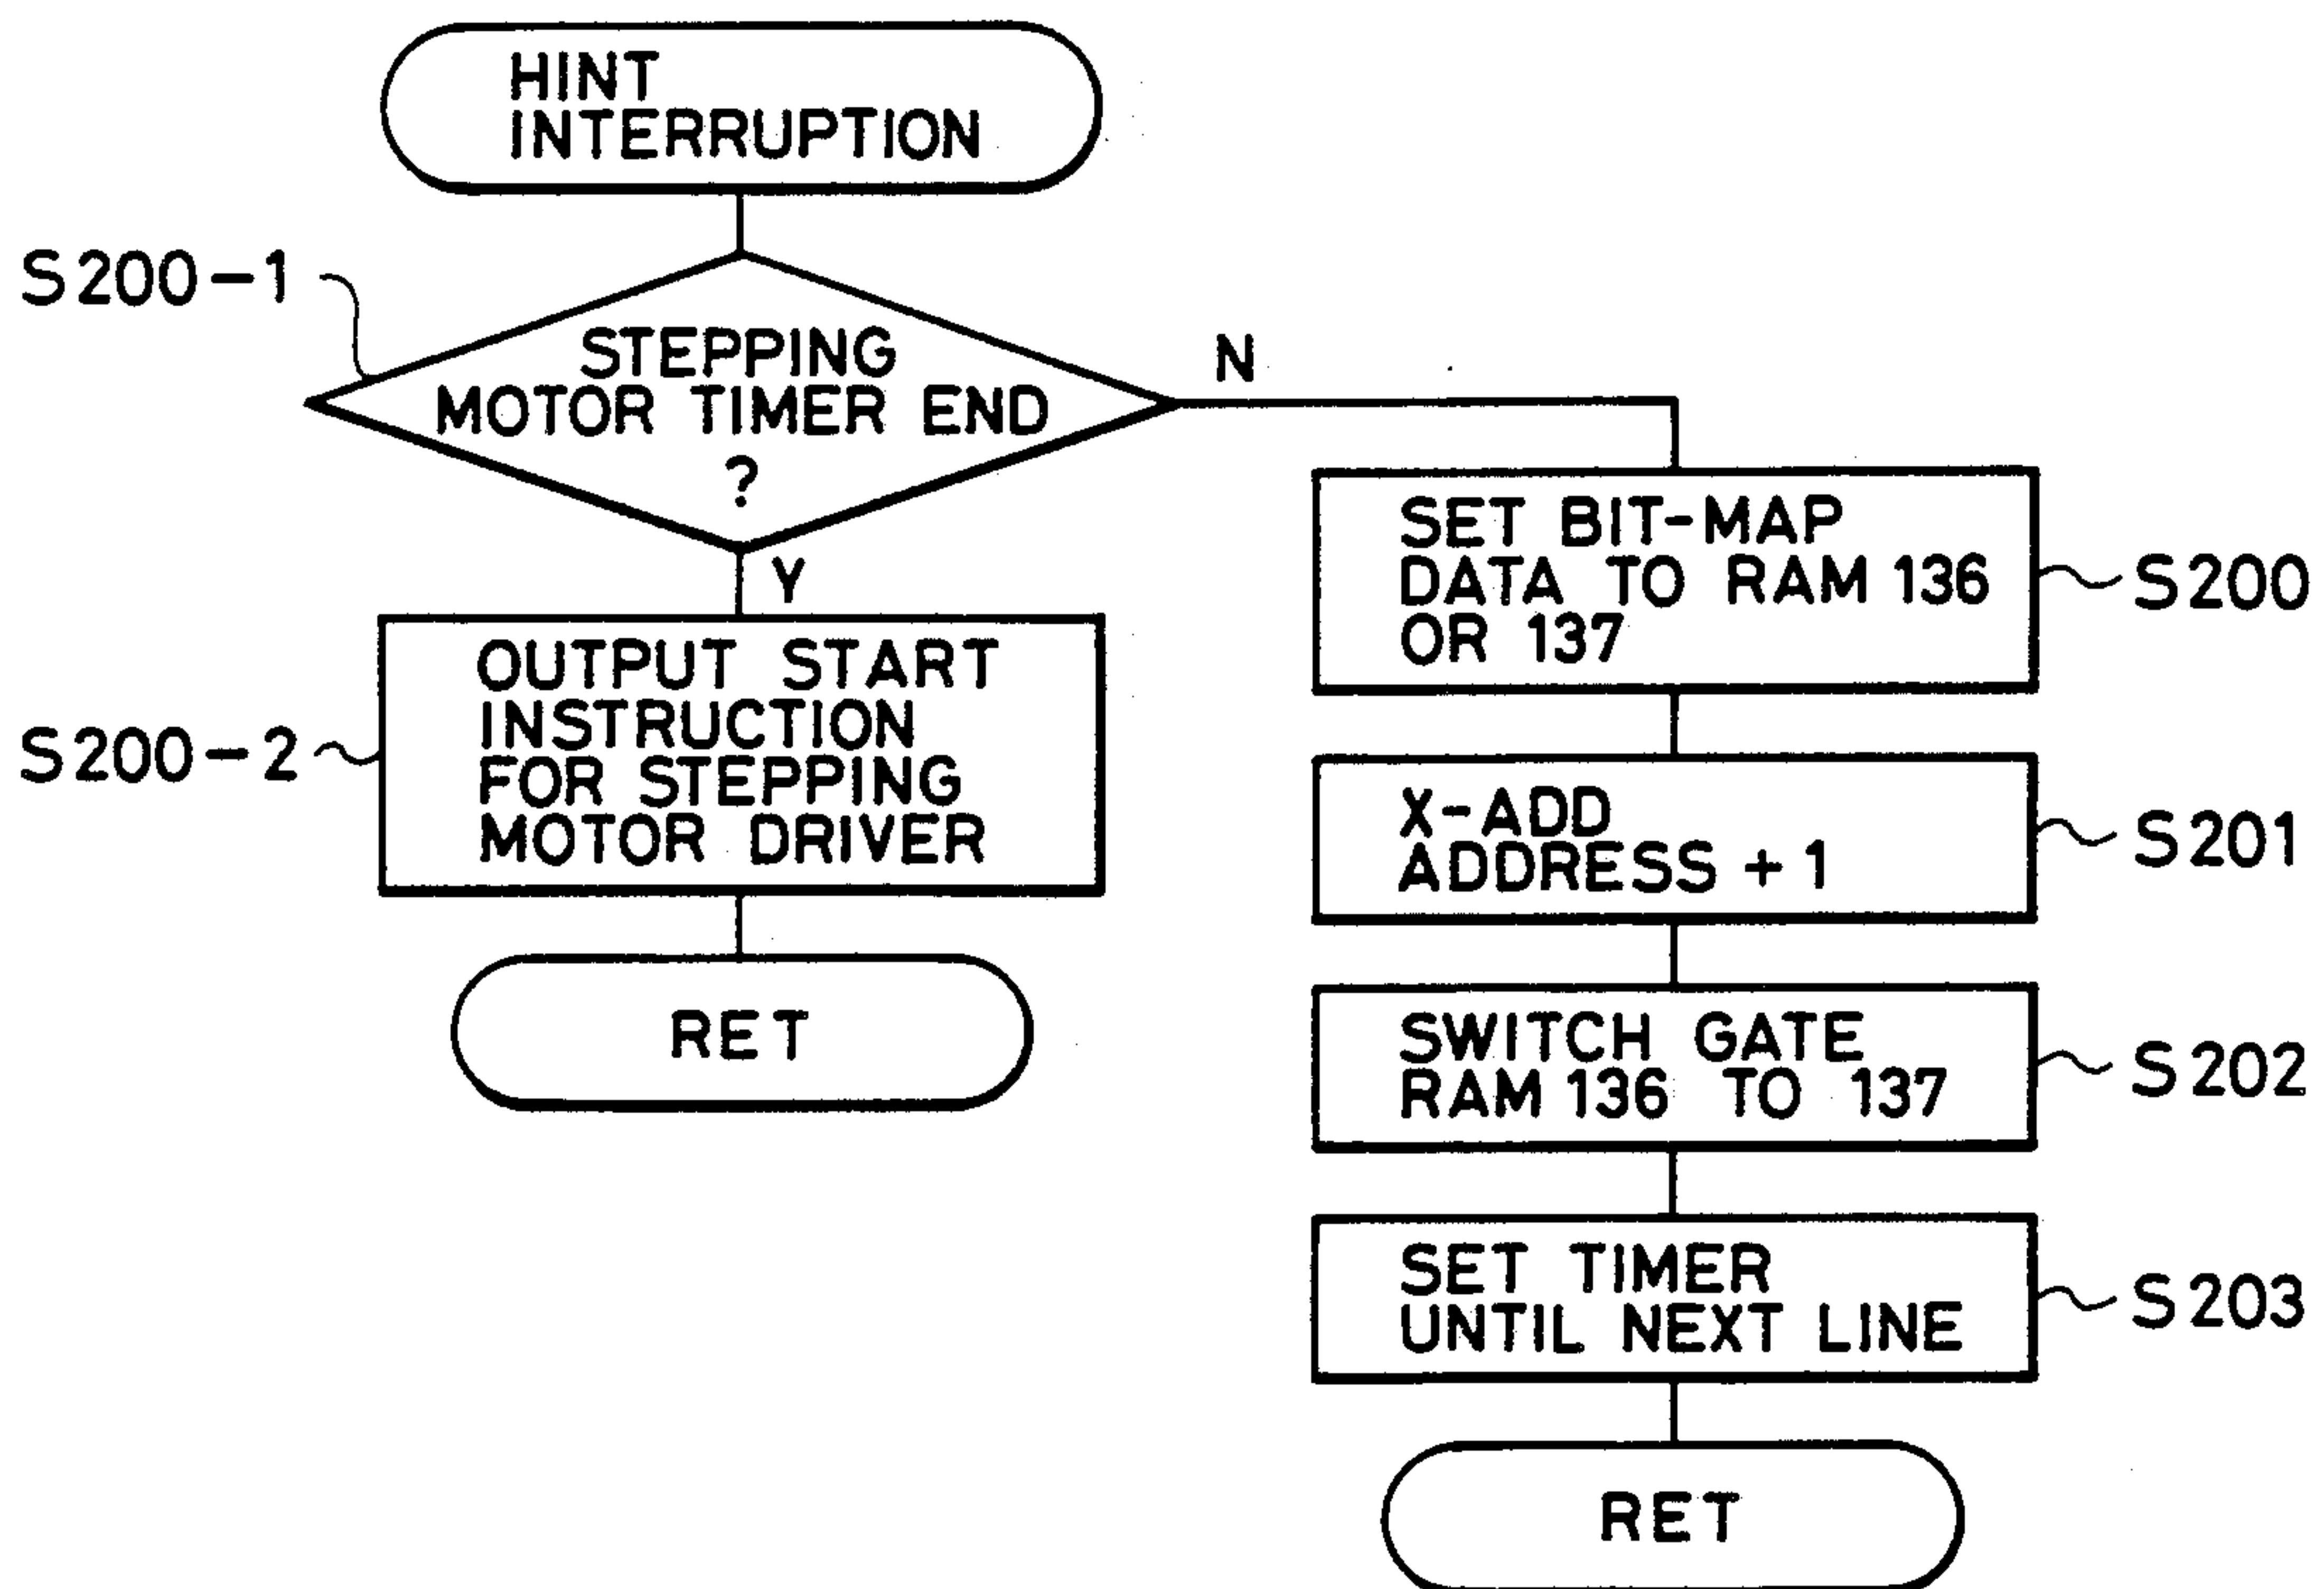 HINT
INTERRUPTION
S200-1
STEPPING
MOTOR TIMER END
?
N
Y
S200-2
OUTPUT START
INSTRUCTION
FOR STEPPING
MOTOR DRIVER
RET
SET BIT-MAP
DATA TO RAM 136
OR 137
S200
X-ADD
ADDRESS + 1
S201
SWITCH GATE
RAM 136 TO 137
S202
SET TIMER
UNTIL NEXT LINE
S203
RET